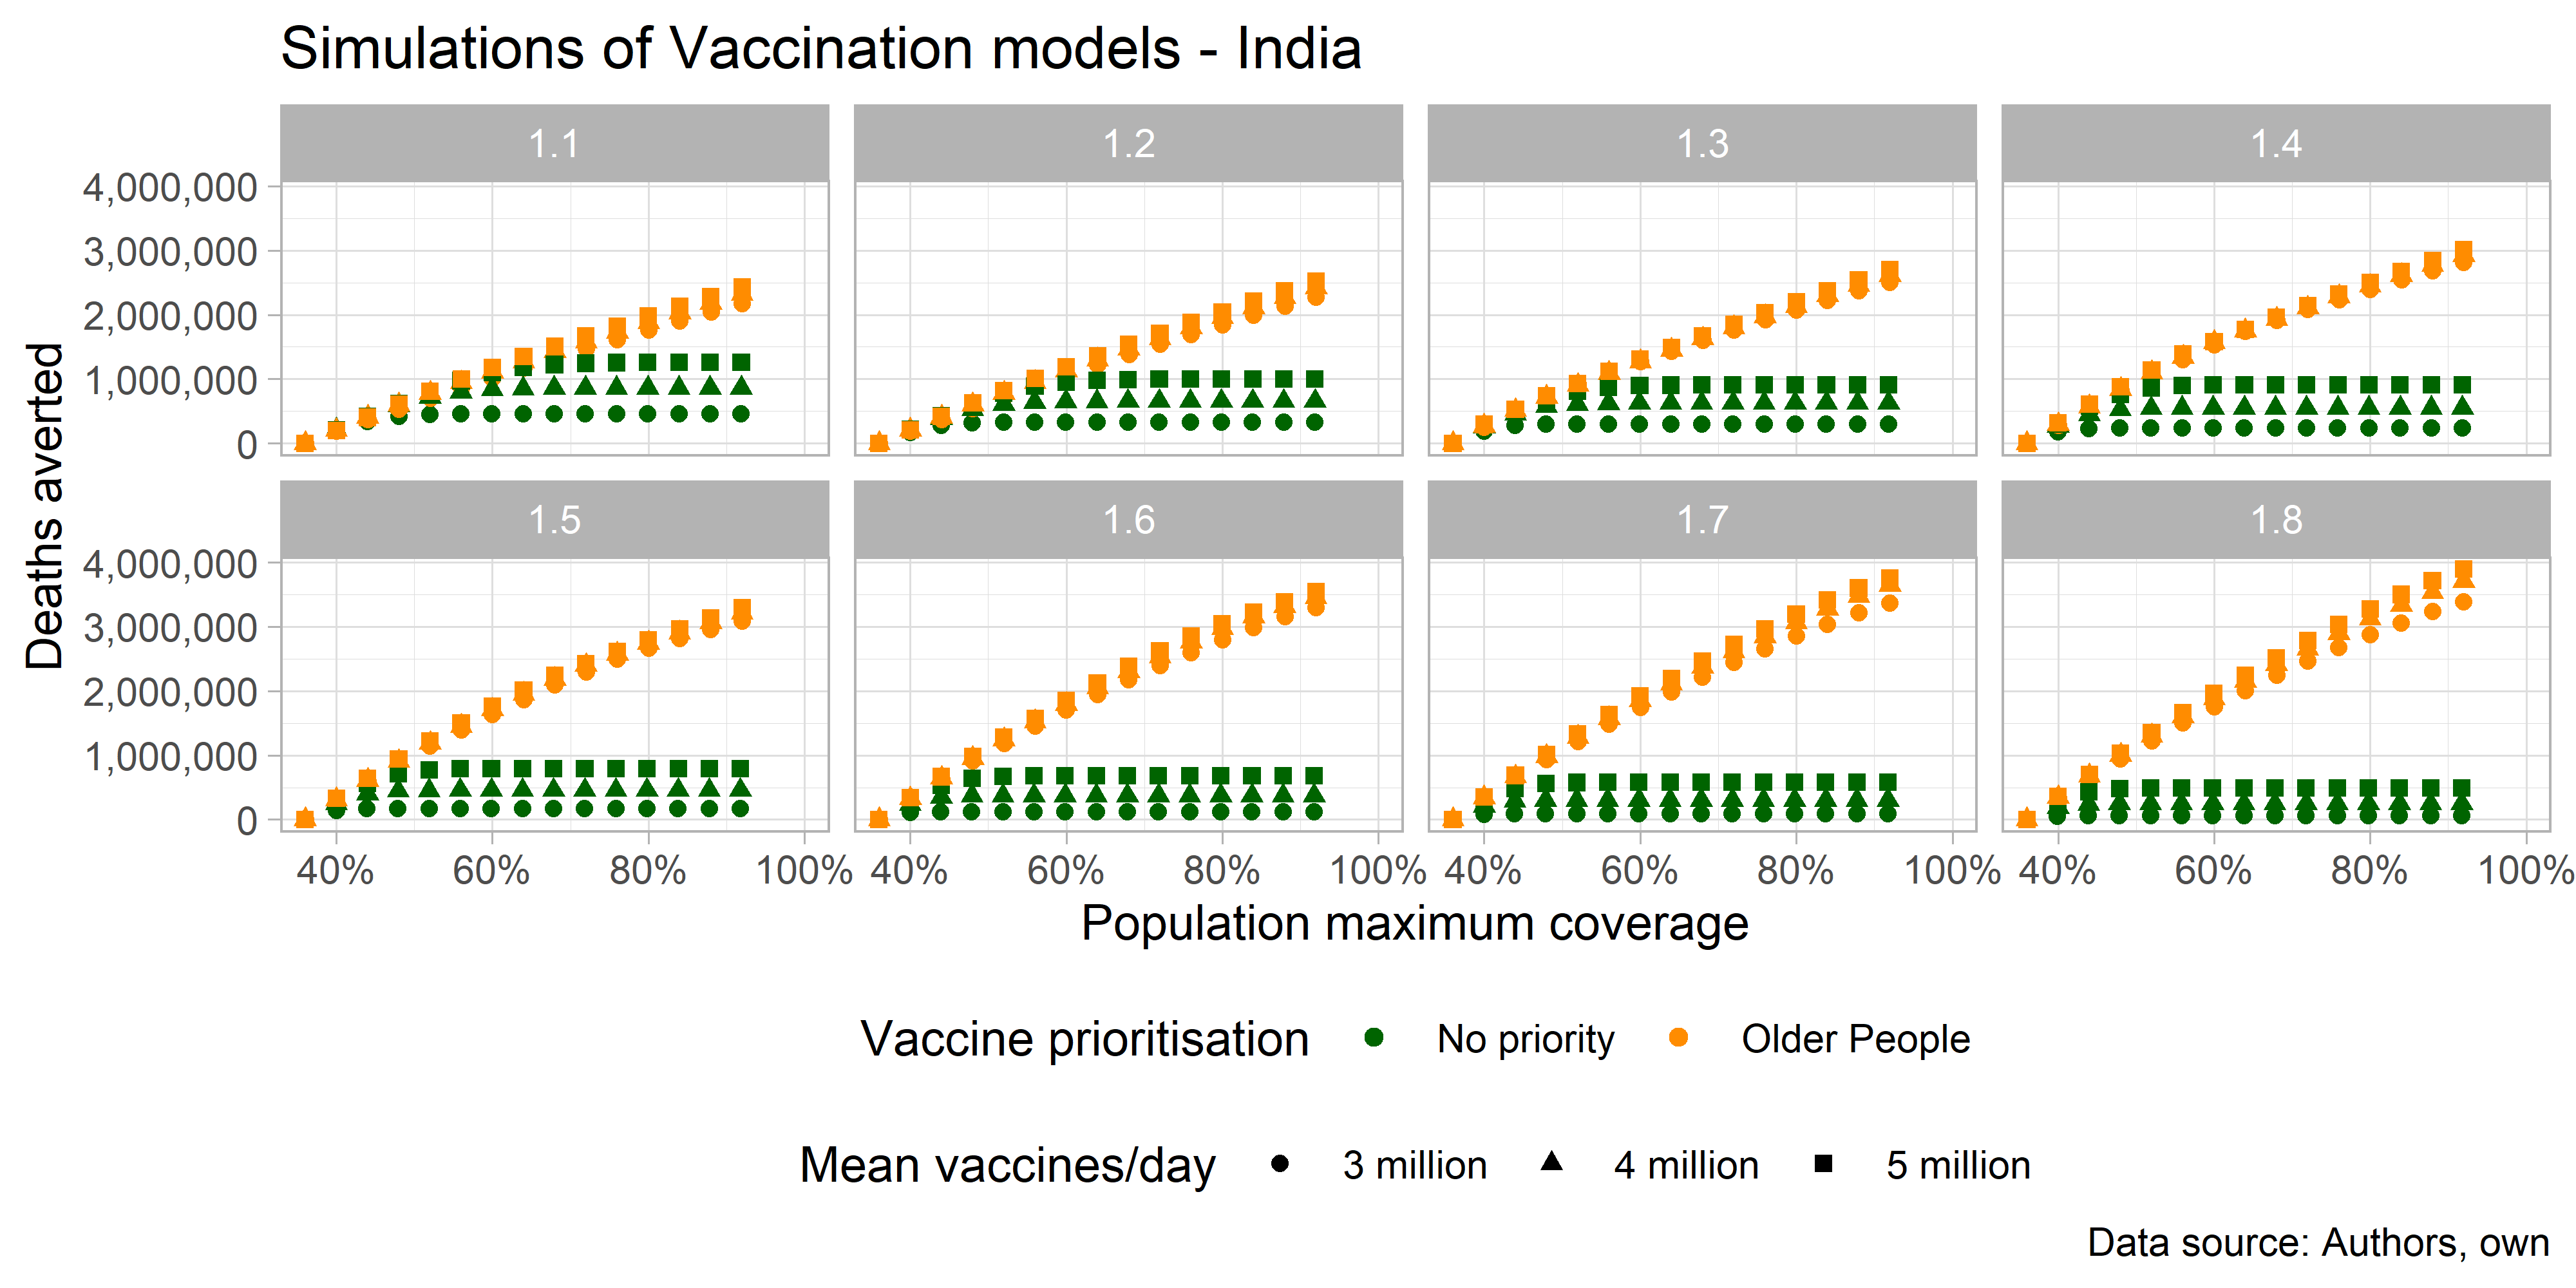 Simulations of Vaccination models - India
1.1 1.2 1.3 1.4
4,000,000
3,000,000
2,000,000
1,000,000
0
Deaths averted
1.5 1.6 1.7 1.8
4,000,000
3,000,000
2,000,000
1,000,000
0
40% 60% 80% 100% 40% 60% 80% 100% 40% 60% 80% 100% 40% 60% 80% 100%
Population maximum coverage
Vaccine prioritisation No priority Older People
Mean vaccines/day 3 million 4 million 5 million
Data source: Authors, own